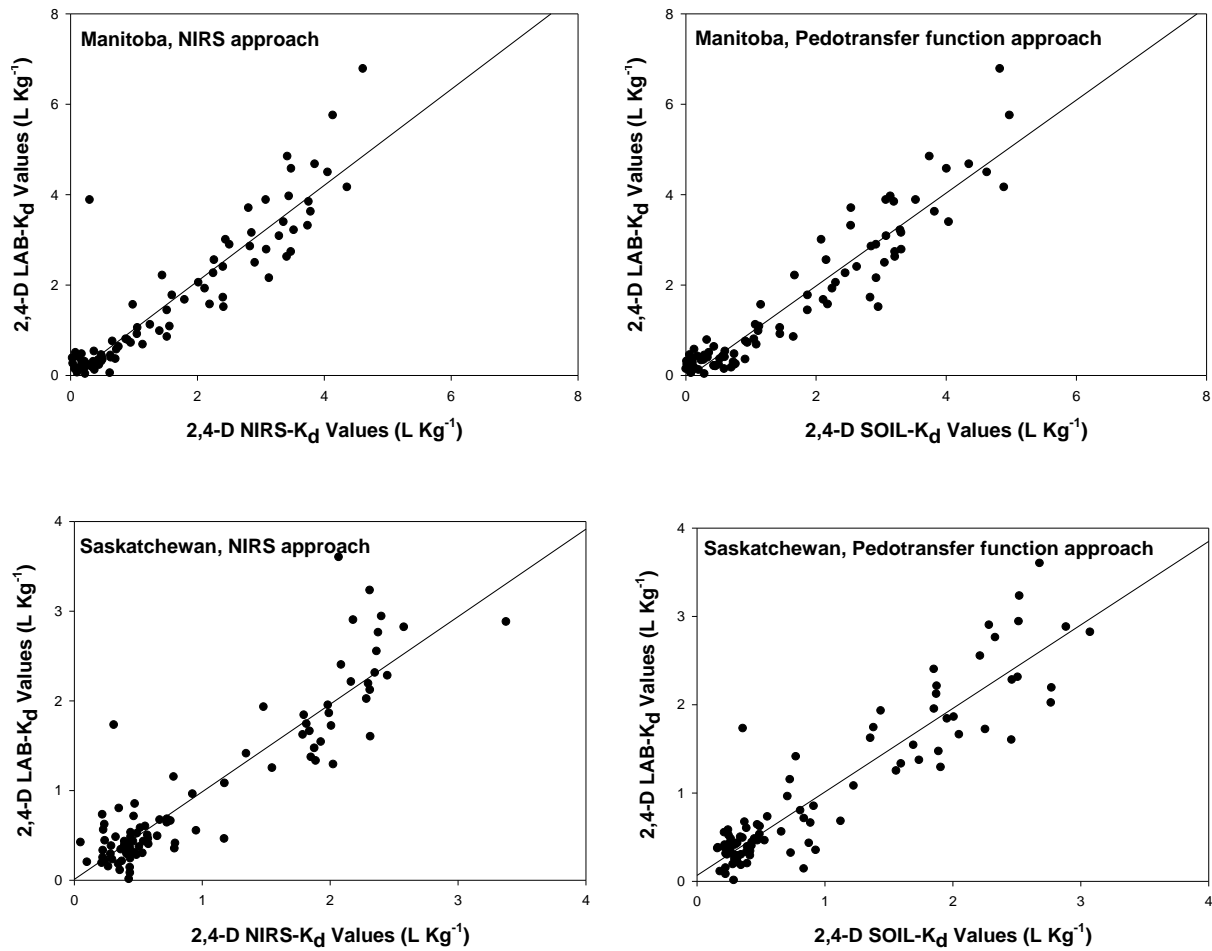 Manitoba, NIRS approach
2,4-D LAB-Kd Values (L Kg-1)
8
6
4
2
0
0 2 4 6 8
2,4-D NIRS-Kd Values (L Kg-1)
Manitoba, Pedotransfer function approach
2,4-D LAB-Kd Values (L Kg-1)
8
6
4
2
0
0 2 4 6 8
2,4-D SOIL-Kd Values (L Kg-1)
Saskatchewan, NIRS approach
2,4-D LAB-Kd Values (L Kg-1)
4
3
2
1
0
0 1 2 3 4
2,4-D NIRS-Kd Values (L Kg-1)
Saskatchewan, Pedotransfer function approach
2,4-D LAB-Kd Values (L Kg-1)
4
3
2
1
0
0 1 2 3 4
2,4-D SOIL-Kd Values (L Kg-1)